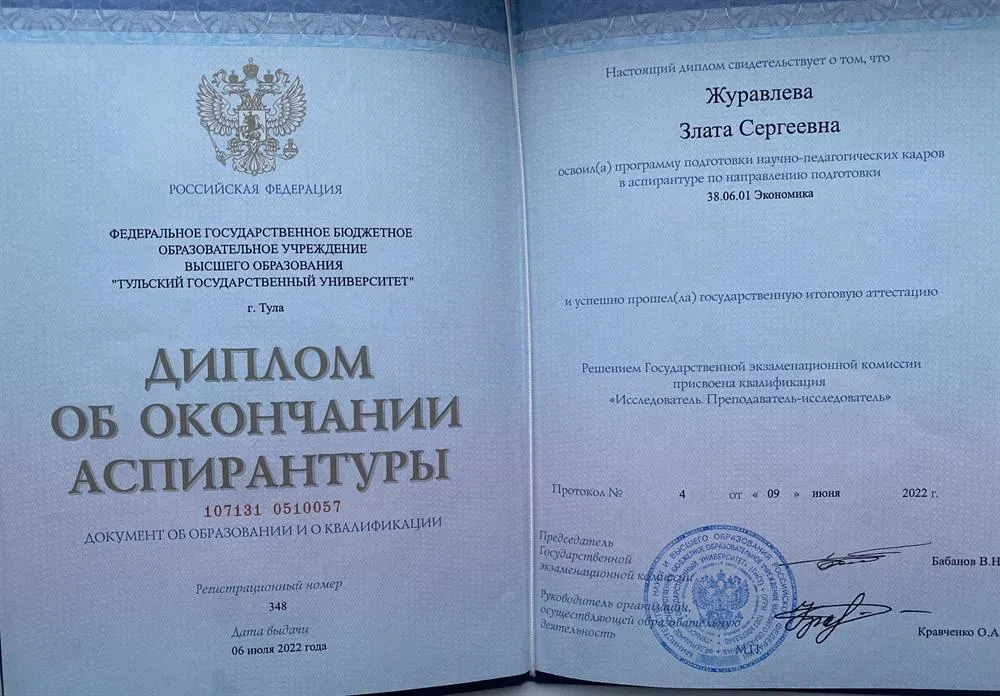 РОССИЙСКАЯ ФЕДЕРАЦИЯ
ФЕДЕРАЛЬНОЕ ГОСУДАРСТВЕННОЕ БЮДЖЕТНОЕ
ОБРАЗОВАТЕЛЬНОЕ УЧРЕЖДЕНИЕ
ВЫСШЕГО ОБРАЗОВАНИЯ
"ТУЛЬСКИЙ ГОСУДАРСТВЕННЫЙ УНИВЕРСИТЕТ"
г. Тула
ДИПЛОМ
ОБ ОКОНЧАНИИ
АСПИРАНТУРЫ
107131 0510057
ДОКУМЕНТ ОБ ОБРАЗОВАНИИ И О КВАЛИФИКАЦИИ
Регистрационный номер
348
Дата выдачи
06 июля 2022 года
Настоящий диплом свидетельствует о том, что
Журавлева
Злата Сергеевна
освоил(а) программу подготовки научно-педагогических кадров
в аспирантуре по направлению подготовки
38.06.01 Экономика
и успешно прошел(ла) государственную итоговую аттестацию
Решением Государственной экзаменационной комиссии
присвоена квалификация
«Исследователь. Преподаватель-исследователь»
Протокол № 4 от « 09 » июня 2022 г.
Председатель
Государственной
экзаменационной комиссии
Бабанов В.Н
Руководитель организации,
осуществляющей образовательную
деятельность
Кравченко О.А
М.П.